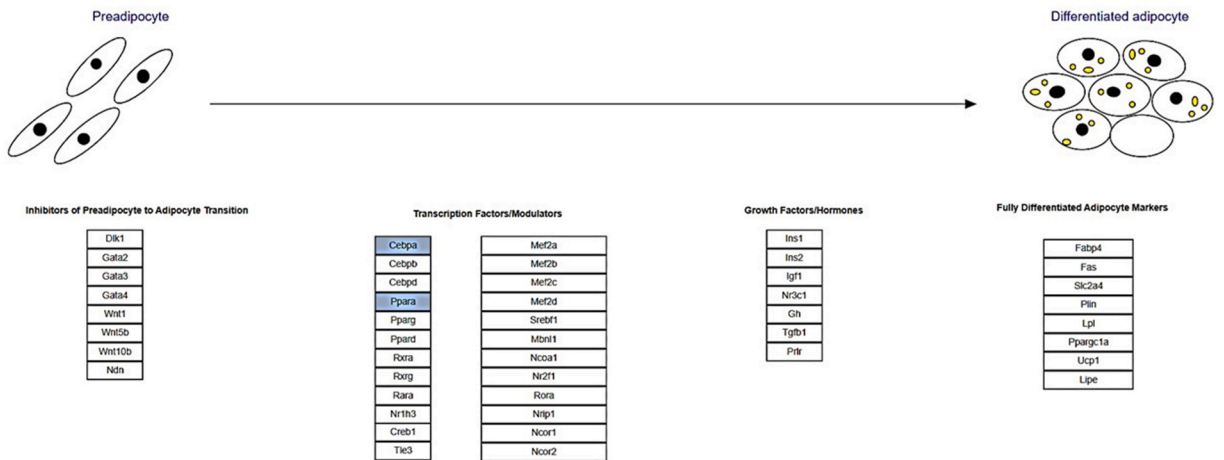 Preadipocyte
Differentiated adipocyte
Inhibitors of Preadipocyte to Adipocyte Transition
Dlk1
Gata2
Gata3
Gata4
Wnt1
Wnt5b
Wnt10b
Ndn
Transcription Factors/Modulators
Cebpa
Cebpb
Cebpd
Ppara
Pparg
Ppard
Rxra
Rxrg
Rara
Nr1h3
Creb1
Tle3
Mef2a
Mef2b
Mef2c
Mef2d
Srebf1
Mbnl1
Ncoa1
Nr2f1
Rora
Nrip1
Ncor1
Ncor2
Growth Factors/Hormones
Ins1
Ins2
Igf1
Nr3c1
Gh
Tgfb1
Prlr
Fully Differentiated Adipocyte Markers
Fabp4
Fas
Slc2a4
Plin
Lpl
Ppargc1a
Ucp1
Lipe